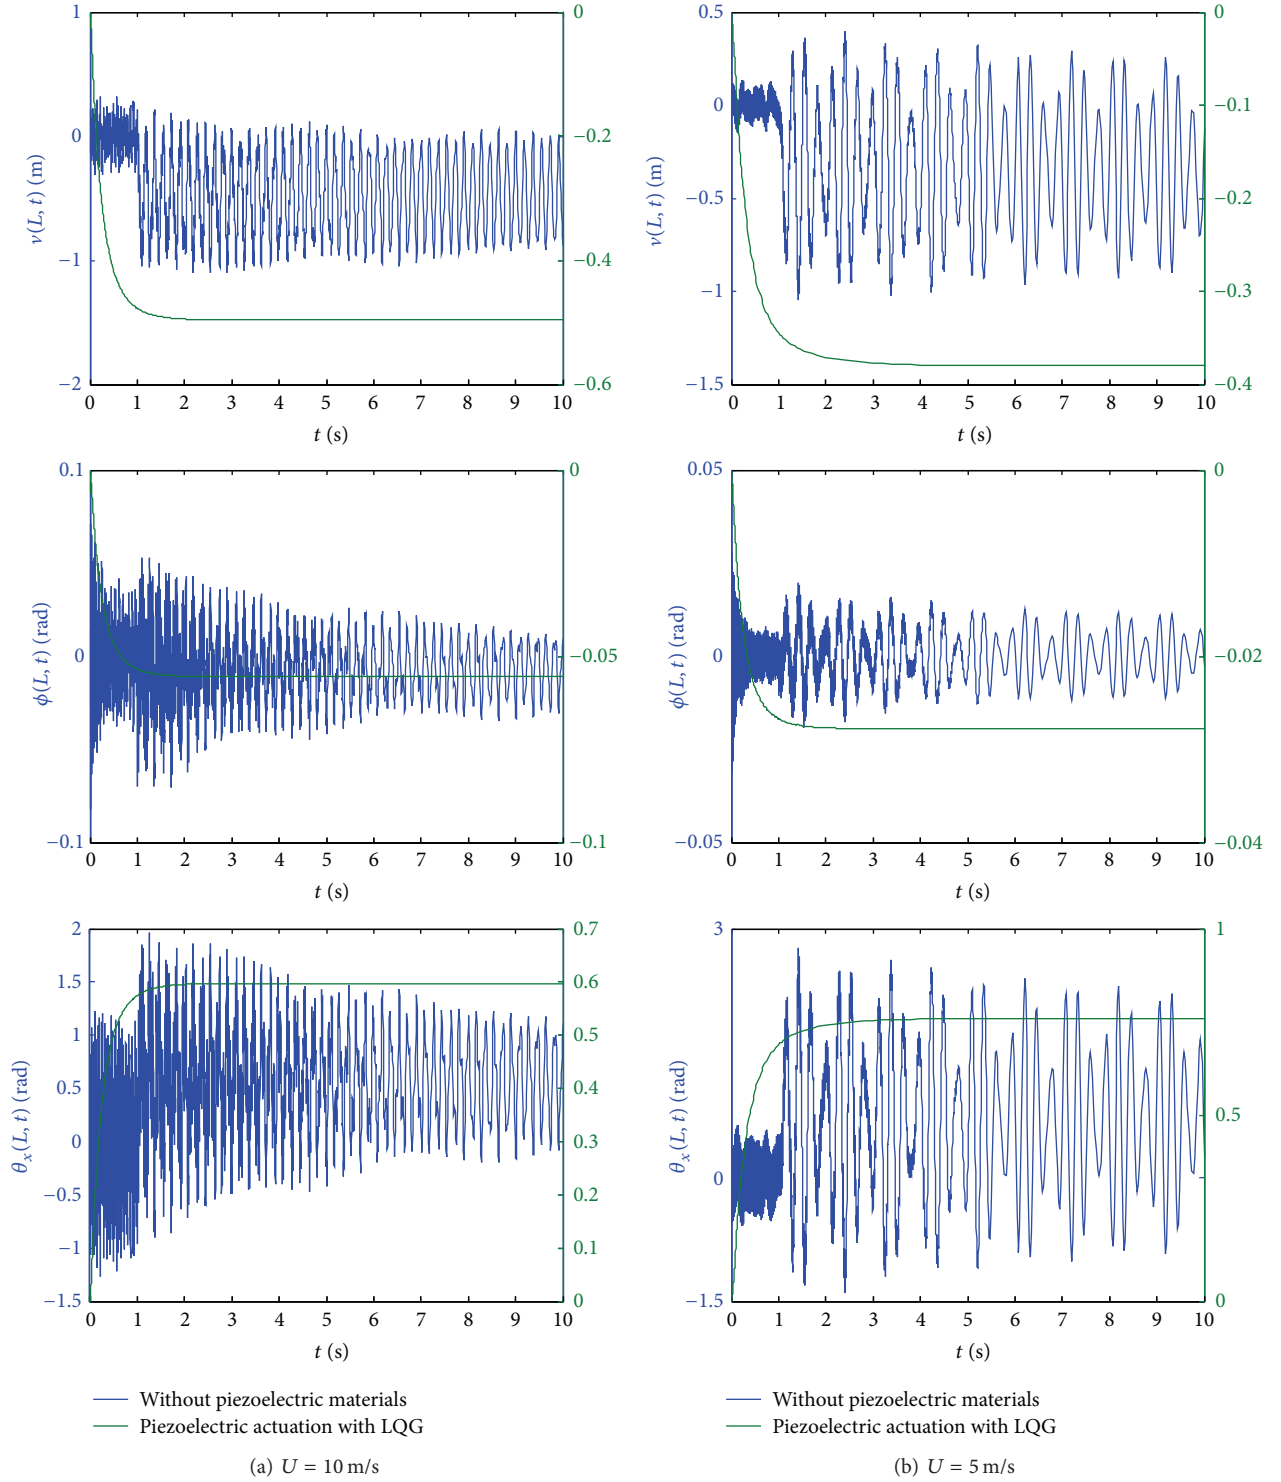 1
0
−1
−2
0
−0.2
−0.4
−0.6
v(L, t) (m)
0 1 2 3 4 5 6 7 8 9 10
t (s)
0.5
0
−0.5
−1
−1.5
0
−0.1
−0.2
−0.3
−0.4
v(L, t) (m)
0 1 2 3 4 5 6 7 8 9 10
t (s)
0.1
0
−0.1
0
−0.05
−0.1
ϕ(L, t) (rad)
0 1 2 3 4 5 6 7 8 9 10
t (s)
0.05
0
−0.05
0
−0.02
−0.04
ϕ(L, t) (rad)
0 1 2 3 4 5 6 7 8 9 10
t (s)
2
1.5
1
0.5
0
−0.5
−1
−1.5
0.7
0.6
0.5
0.4
0.3
0.2
0.1
0
θx(L, t) (rad)
0 1 2 3 4 5 6 7 8 9 10
t (s)
3
0
−1.5
1
0.5
0
θx(L, t) (rad)
0 1 2 3 4 5 6 7 8 9 10
t (s)
Without piezoelectric materials
Piezoelectric actuation with LQG
(a) U = 10 m/s
Without piezoelectric materials
Piezoelectric actuation with LQG
(b) U = 5 m/s